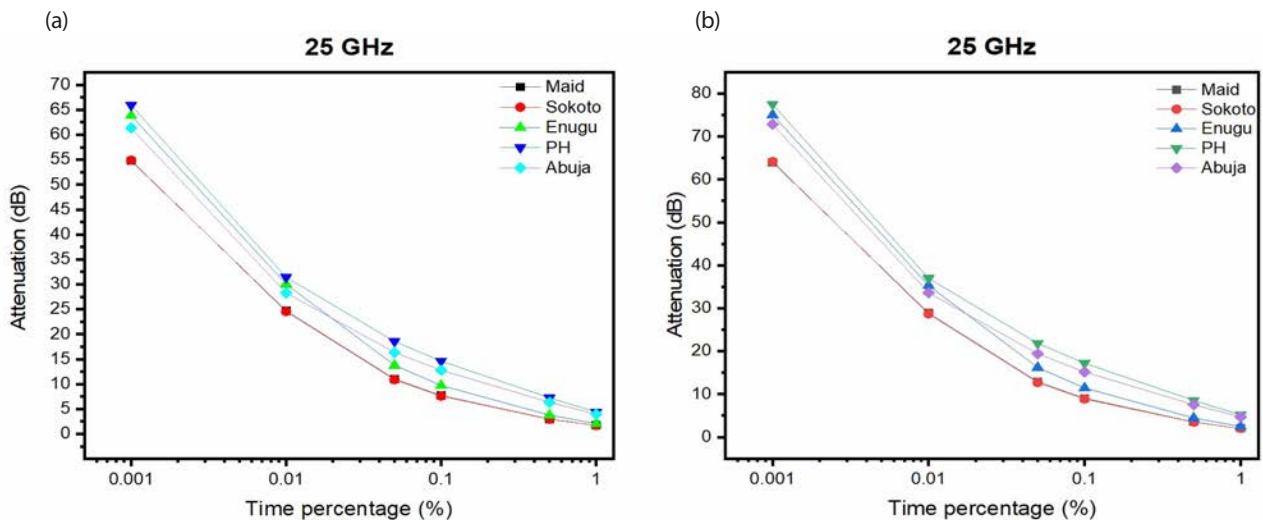 (a)
25 GHz
Attenuation (dB)
70
65
60
55
50
45
40
35
30
25
20
15
10
5
0
Maid
Sokoto
Enugu
PH
Abuja
0.001
0.01
0.1
1
Time percentage (%)
(b)
25 GHz
Attenuation (dB)
80
70
60
50
40
30
20
10
0
Maid
Sokoto
Enugu
PH
Abuja
0.001
0.01
0.1
1
Time percentage (%)